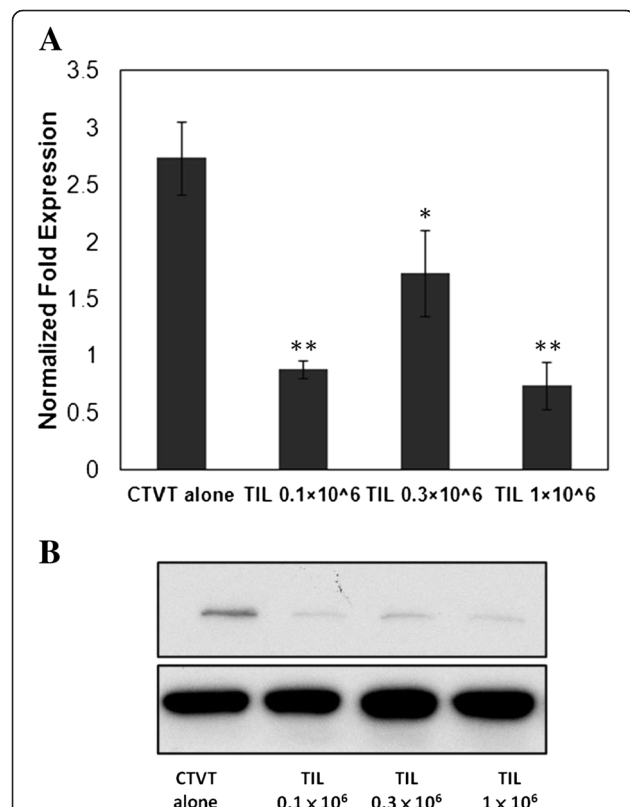 A
3.5
3
2.5
2
1.5
1
0.5
0
Normalized Fold Expression
**
*
**
CTVT alone TIL 0.1×10^6 TIL 0.3×10^6 TIL 1×10^6
B
CTVT TIL TIL TIL
alone 0.1 × 10⁶ 0.3 × 10⁶ 1 × 10⁶